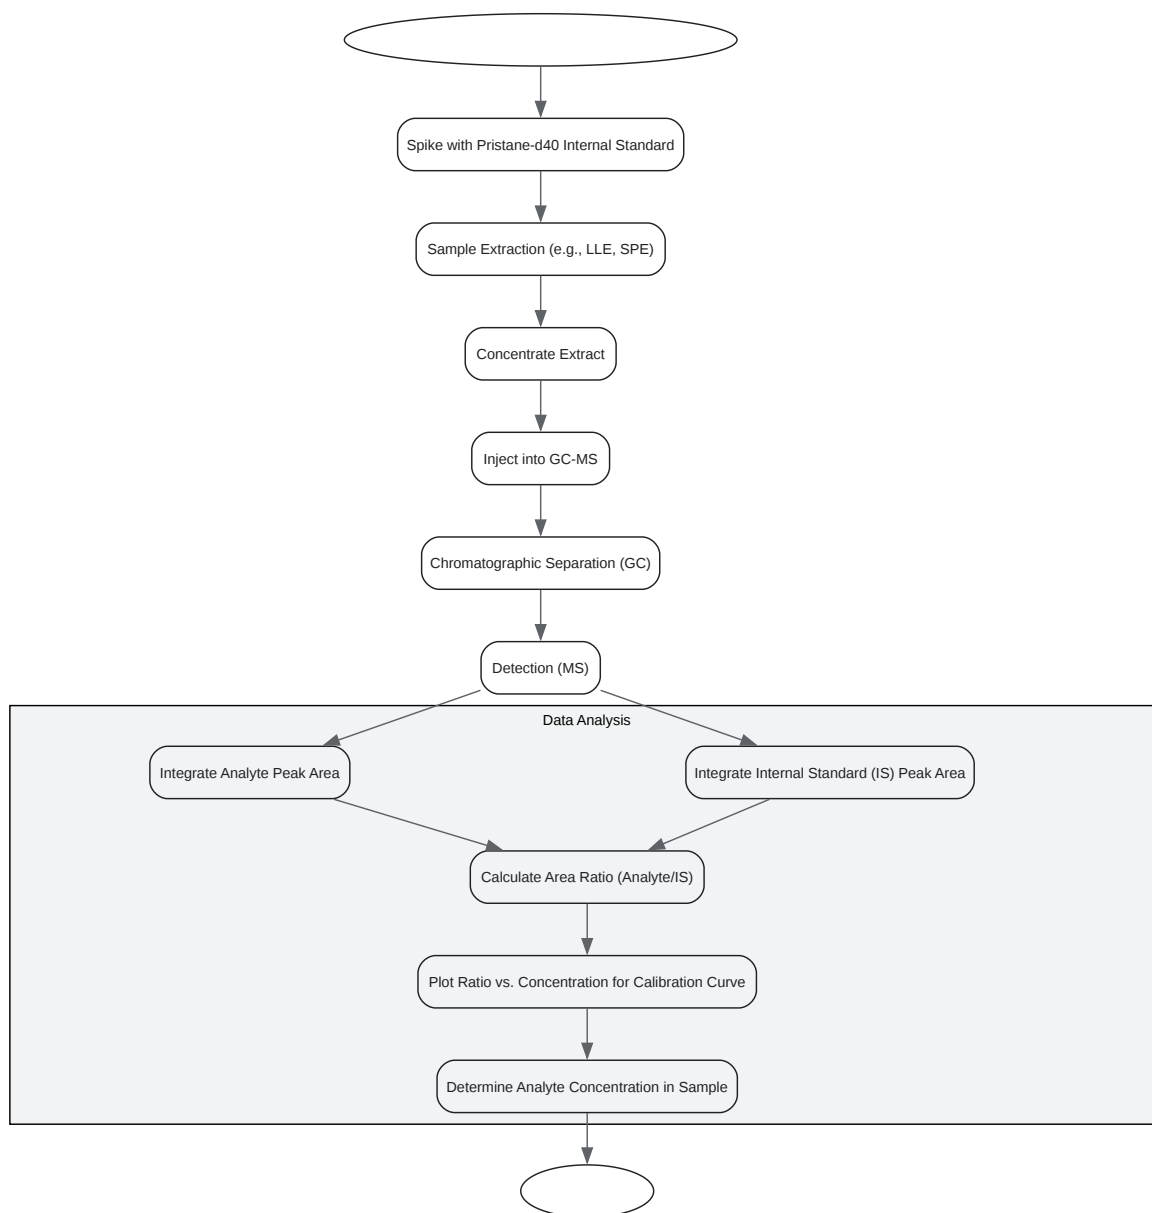 Spike with Pristane-d40 Internal Standard
Sample Extraction (e.g., LLE, SPE)
Concentrate Extract
Inject into GC-MS
Chromatographic Separation (GC)
Detection (MS)
Data Analysis
Integrate Analyte Peak Area
Integrate Internal Standard (IS) Peak Area
Calculate Area Ratio (Analyte/IS)
Plot Ratio vs. Concentration for Calibration Curve
Determine Analyte Concentration in Sample